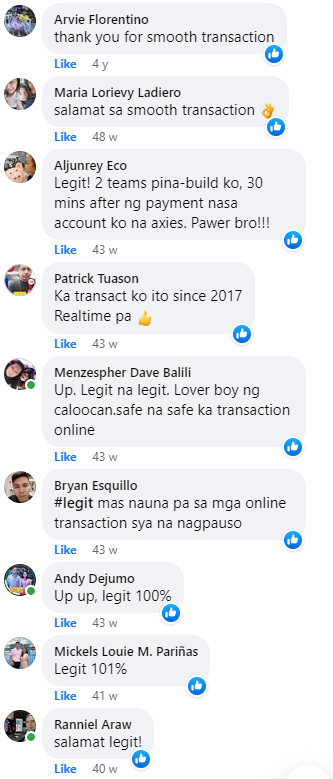 Arvie Florentino
thank you for smooth transaction
Like 4 y
Maria Lorievy Ladiero
salamat sa smooth transaction 👌
Like 48 w
Aljunrey Eco
Legit! 2 teams pina-build ko, 30
mins after ng payment nasa
account ko na axies. Pawer bro!!!
Like 43 w
Patrick Tuason
Ka transact ko ito since 2017
Realtime pa 👍
Like 43 w
Menzespher Dave Balili
Up. Legit na legit. Lover boy ng
caloocan.safe na safe ka transaction
online
Like 43 w
Bryan Esquillo
#legit mas nauna pa sa mga online
transaction sya na nagpauso
Like 43 w
Andy Dejumo
Up up, legit 100%
Like 43 w
Mickels Louie M. Pariñas
Legit 101%
Like 41 w
Ranniel Araw
salamat legit!
Like 40 w